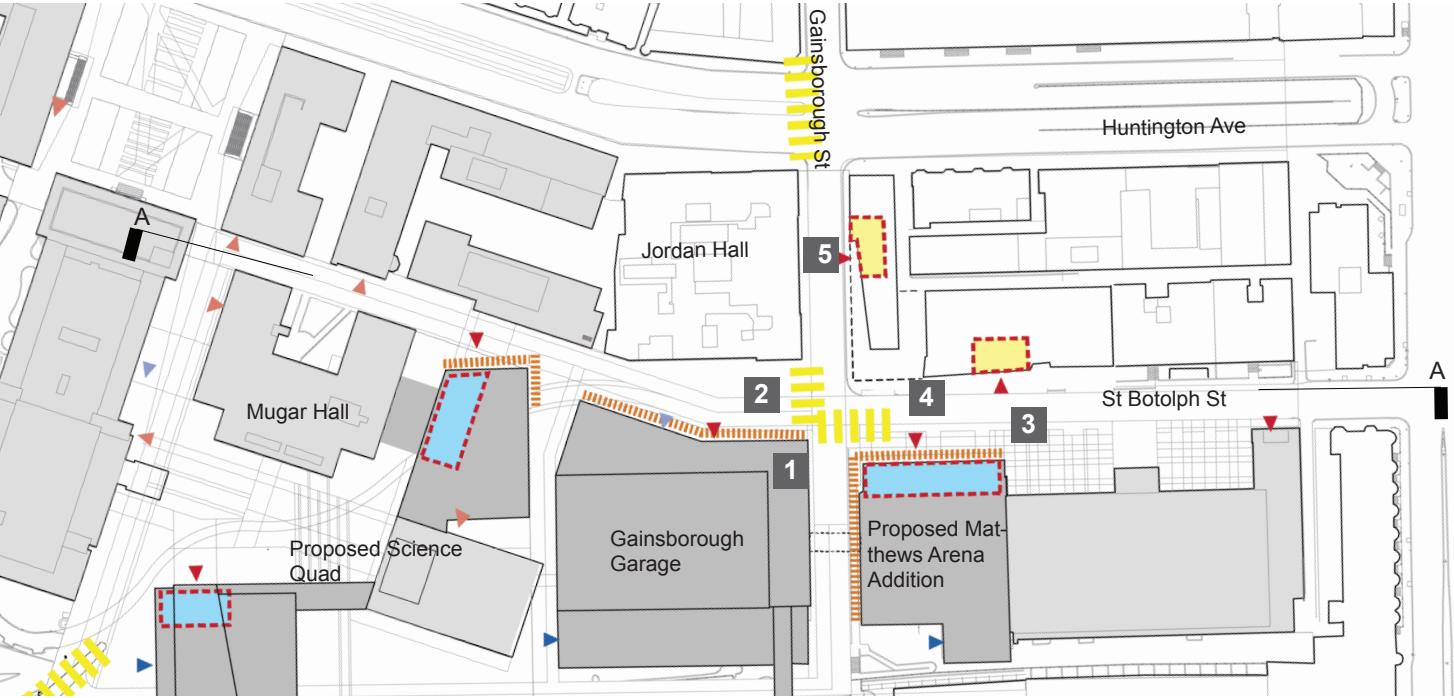 Gainsborough St
Huntington Ave
A
Jordan Hall
5
A
2
4
St Botolph St
Mugar Hall
3
1
Proposed Mat-
thews Arena
Addition
Gainsborough
Garage
Proposed Science
Quad